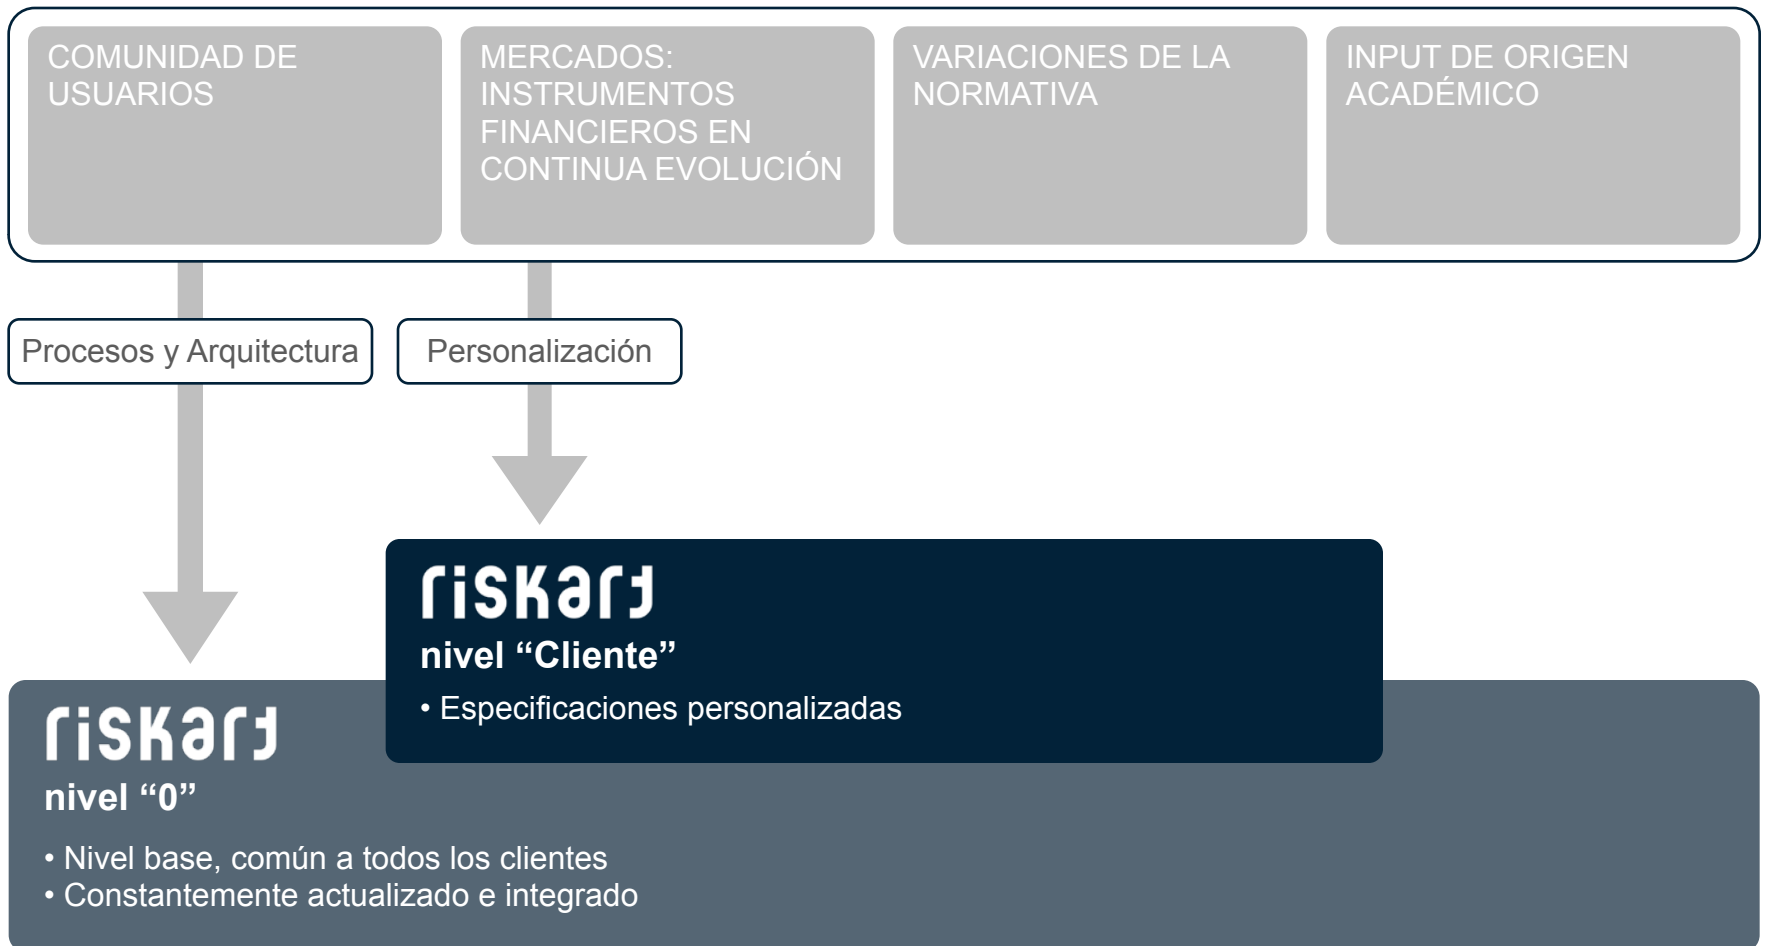 COMUNIDAD DE
USUARIOS
MERCADOS:
INSTRUMENTOS
FINANCIEROS EN
CONTINUA EVOLUCIÓN
VARIACIONES DE LA
NORMATIVA
INPUT DE ORIGEN
ACADÉMICO
Procesos y Arquitectura
Personalización
riskart
nivel “Cliente”
• Especificaciones personalizadas
riskart
nivel “0”
• Nivel base, común a todos los clientes
• Constantemente actualizado e integrado